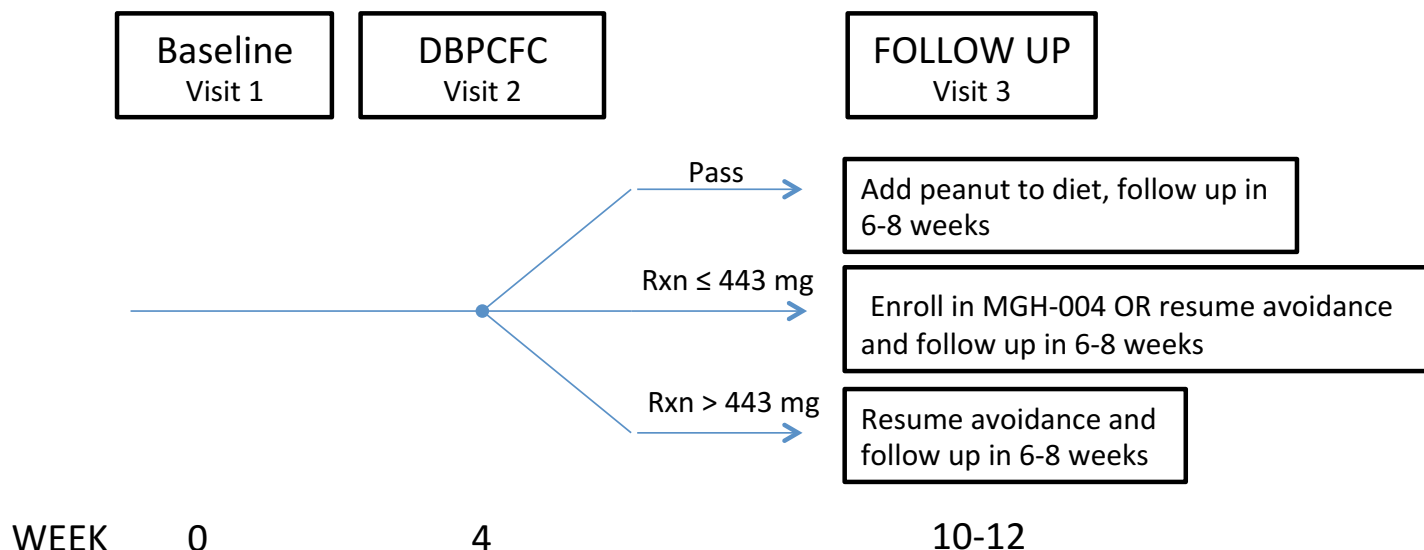 Baseline
Visit 1
DBPCFC
Visit 2
FOLLOW UP
Visit 3
Pass
Add peanut to diet, follow up in
6-8 weeks
Rxn ≤ 443 mg
Enroll in MGH-004 OR resume avoidance
and follow up in 6-8 weeks
Rxn > 443 mg
Resume avoidance and
follow up in 6-8 weeks
WEEK 0 4 10-12